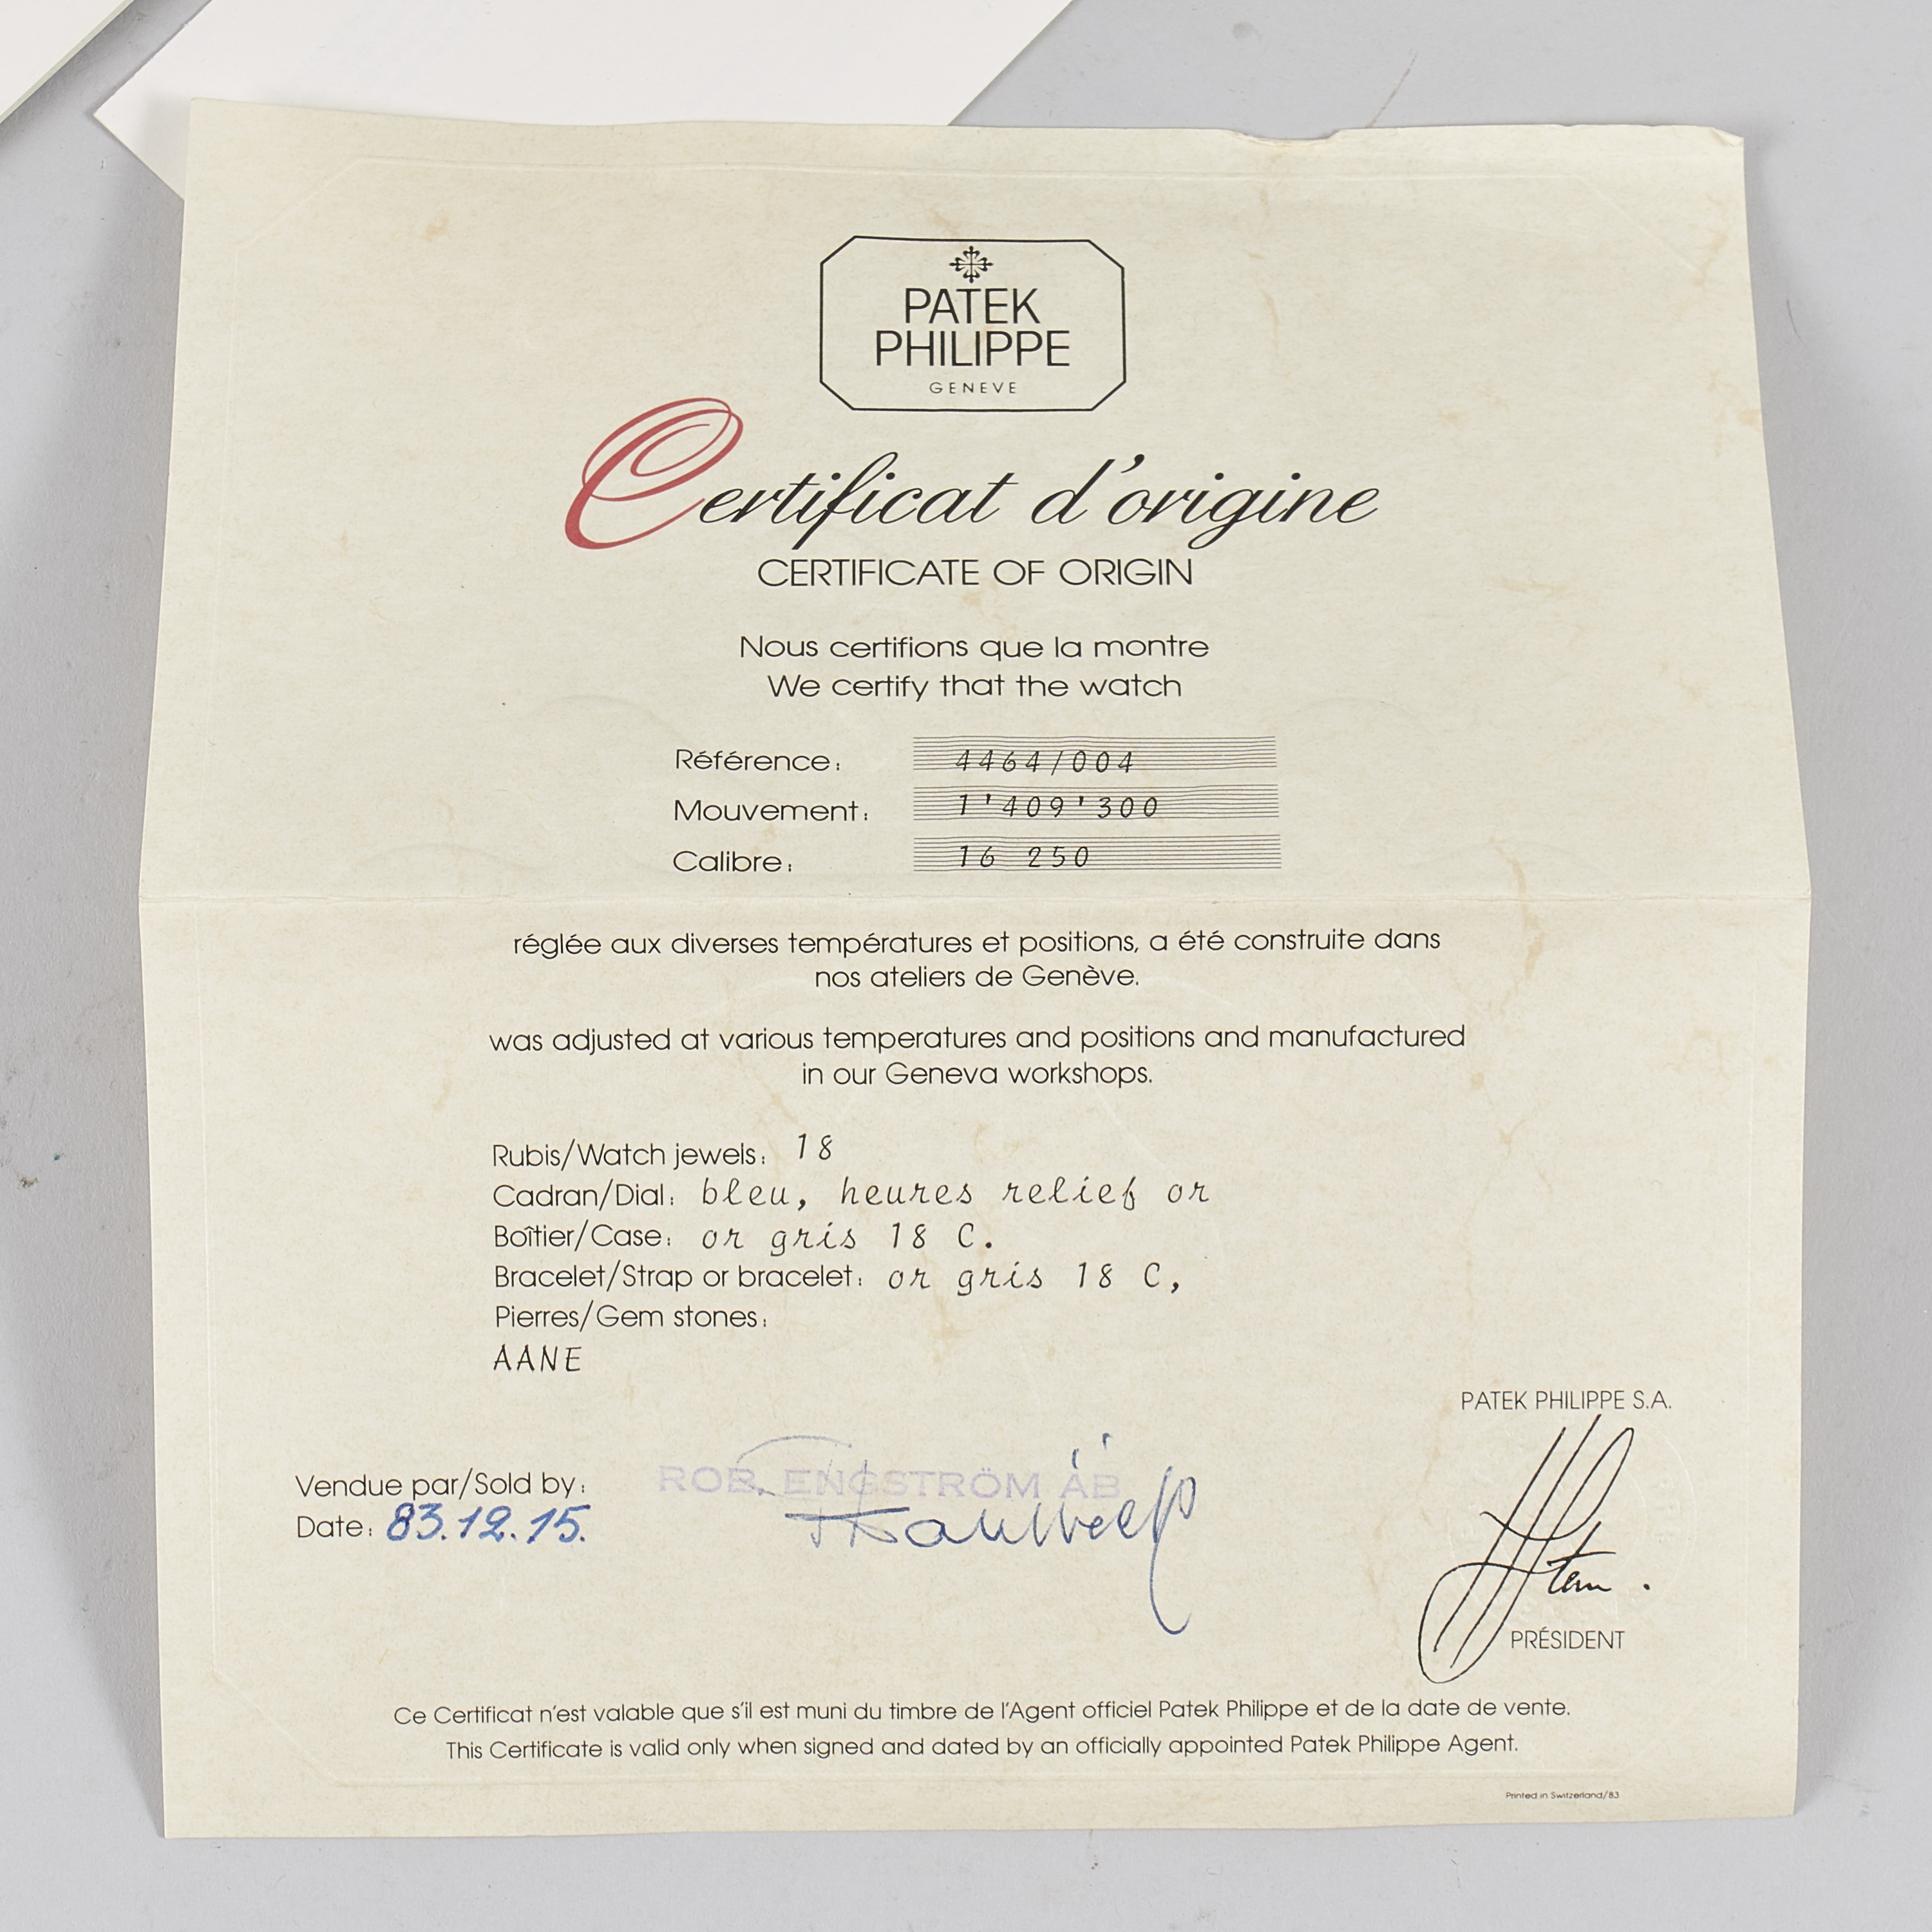 PATEK
PHILIPPE
GENEVE
Certificat d'origine
CERTIFICATE OF ORIGIN
Nous certifions que la montre
We certify that the watch
Référence: 4464/004
Mouvement: 1'409'300
Calibre: 16 250
réglée aux diverses températures et positions, a été construite dans
nos ateliers de Genève.
was adjusted at various temperatures and positions and manufactured
in our Geneva workshops.
Rubis/Watch jewels: 18
Cadran/Dial: bleu, heures relief or
Boîtier/Case: or gris 18 C.
Bracelet/Strap or bracelet: or gris 18 C,
Pierres/Gem stones:
AANE
PATEK PHILIPPE S.A.
Vendue par/Sold by: ROB. ENGSTRÖM AB
Date: 83.12.15.
Stern.
PRÉSIDENT
Ce Certificat n'est valable que s'il est muni du timbre de l'Agent officiel Patek Philippe et de la date de vente.
This Certificate is valid only when signed and dated by an officially appointed Patek Philippe Agent.
Printed in Switzerland/83